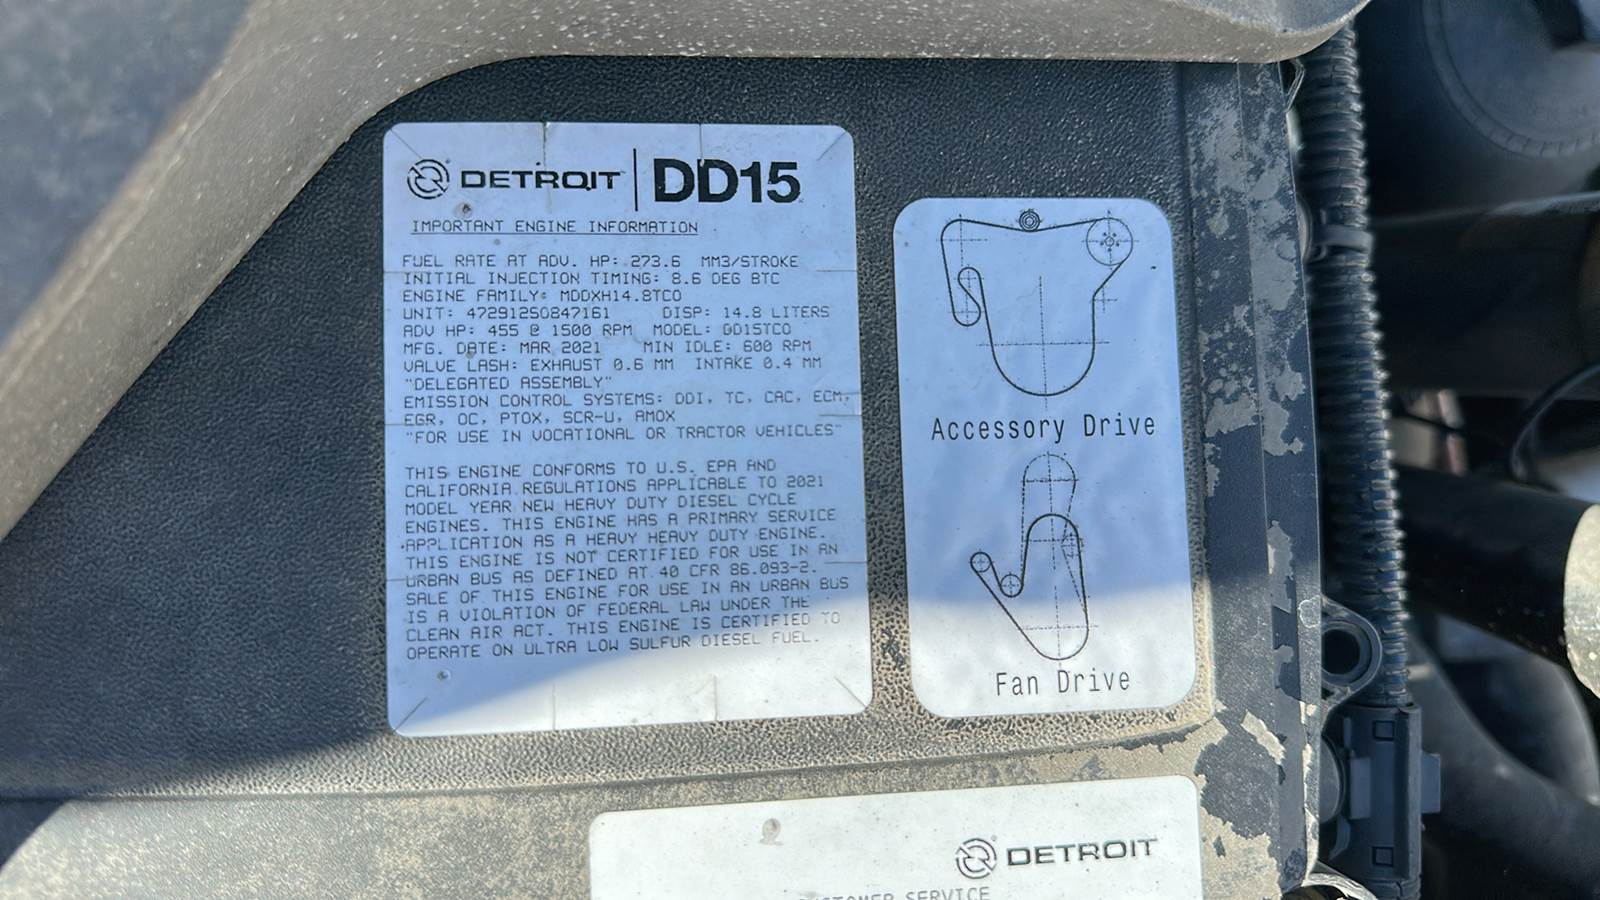 DETROIT | DD15
IMPORTANT ENGINE INFORMATION
FUEL RATE AT ADV. HP: 273.6 MM3/STROKE
INITIAL INJECTION TIMING: 8.6 DEG BTC
ENGINE FAMILY: MDDXH14.8TCO
UNIT: 472912S0847161 DISP: 14.8 LITERS
ADV HP: 455 @ 1500 RPM MODEL: DD15TCO
MFG. DATE: MAR 2021 MIN IDLE: 600 RPM
VALVE LASH: EXHAUST 0.6 MM INTAKE 0.4 MM
"DELEGATED ASSEMBLY"
EMISSION CONTROL SYSTEMS: DDI, TC, CAC, ECM,
EGR, OC, PTOX, SCR-U, AMOX
"FOR USE IN VOCATIONAL OR TRACTOR VEHICLES"
THIS ENGINE CONFORMS TO U.S. EPA AND
CALIFORNIA REGULATIONS APPLICABLE TO 2021
MODEL YEAR NEW HEAVY DUTY DIESEL CYCLE
ENGINES. THIS ENGINE HAS A PRIMARY SERVICE
APPLICATION AS A HEAVY HEAVY DUTY ENGINE.
THIS ENGINE IS NOT CERTIFIED FOR USE IN AN
URBAN BUS AS DEFINED AT 40 CFR 86.093-2.
SALE OF THIS ENGINE FOR USE IN AN URBAN BUS
IS A VIOLATION OF FEDERAL LAW UNDER THE
CLEAN AIR ACT. THIS ENGINE IS CERTIFIED TO
OPERATE ON ULTRA LOW SULFUR DIESEL FUEL.
Accessory Drive
Fan Drive
DETROIT
CUSTOMER SERVICE